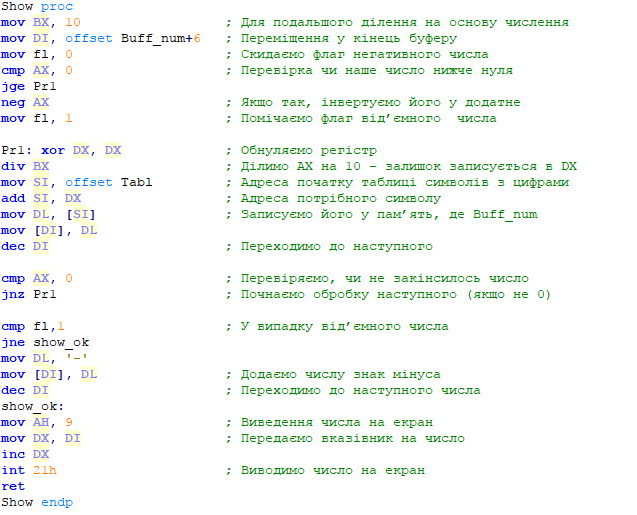 Show proc
mov BX, 10 ; Для подальшого ділення на основу числення
mov DI, offset Buff_num+6 ; Переміщення у кінець буферу
mov fl, 0 ; Скидаємо флаг негативного числа
cmp AX, 0 ; Перевірка чи наше число нижче нуля
jge Pr1
neg AX ; Якщо так, інвертуємо його у додатне
mov fl, 1 ; Помічаємо флаг від’ємного числа
Pr1: xor DX, DX ; Обнуляємо регістр
div BX ; Ділимо AX на 10 – залишок записується в DX
mov SI, offset Tabl ; Адреса початку таблиці символів з цифрами
add SI, DX ; Адреса потрібного символу
mov DL, [SI] ; Записуємо його у пам’ять, де Buff_num
mov [DI], DL
dec DI ; Переходимо до наступного
cmp AX, 0 ; Перевіряємо, чи не закінсилось число
jnz Pr1 ; Почнаємо обробку наступного (якщо не 0)
cmp fl,1 ; У випадку від’ємного числа
jne show_ok
mov DL, '-'
mov [DI], DL ; Додаємо числу знак мінуса
dec DI ; Переходимо до наступного числа
show_ok:
mov AH, 9 ; Виведення числа на екран
mov DX, DI ; Передаємо вказівник на число
inc DX
int 21h ; Виводимо число на екран
ret
Show endp